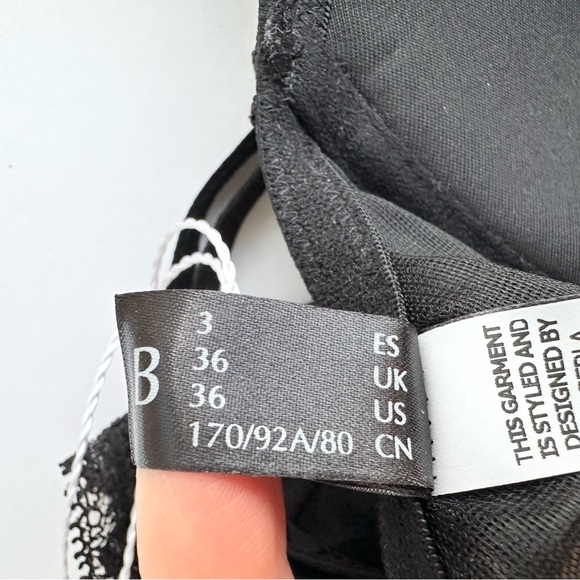 B
3 ES
36 UK
36 US
170/92A/80 CN
THIS GARMENT
IS STYLED AND
DESIGNED BY